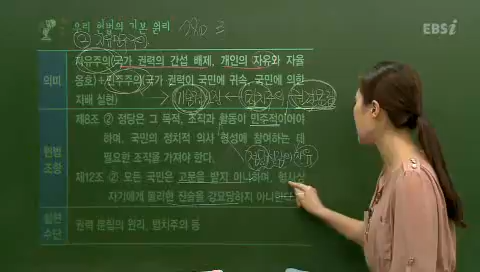 우리 헌법의 기본 원리
EBSi
의미
자유주의(국가 권력의 간섭 배제, 개인의 자유와 자율
옹호)+민주주의(국가 권력이 국민에 귀속, 국민에 의한
지배 실현)
헌법
조항
제8조 ② 정당은 그 목적, 조직과 활동이 민주적이어야
하며, 국민의 정치적 의사 형성에 참여하는 데
필요한 조직을 가져야 한다.
제12조 ② 모든 국민은 고문을 받지 아니하며, 형사상
자기에게 불리한 진술을 강요당하지 아니한다.
실현
수단
권력 분립의 원리, 법치주의 등